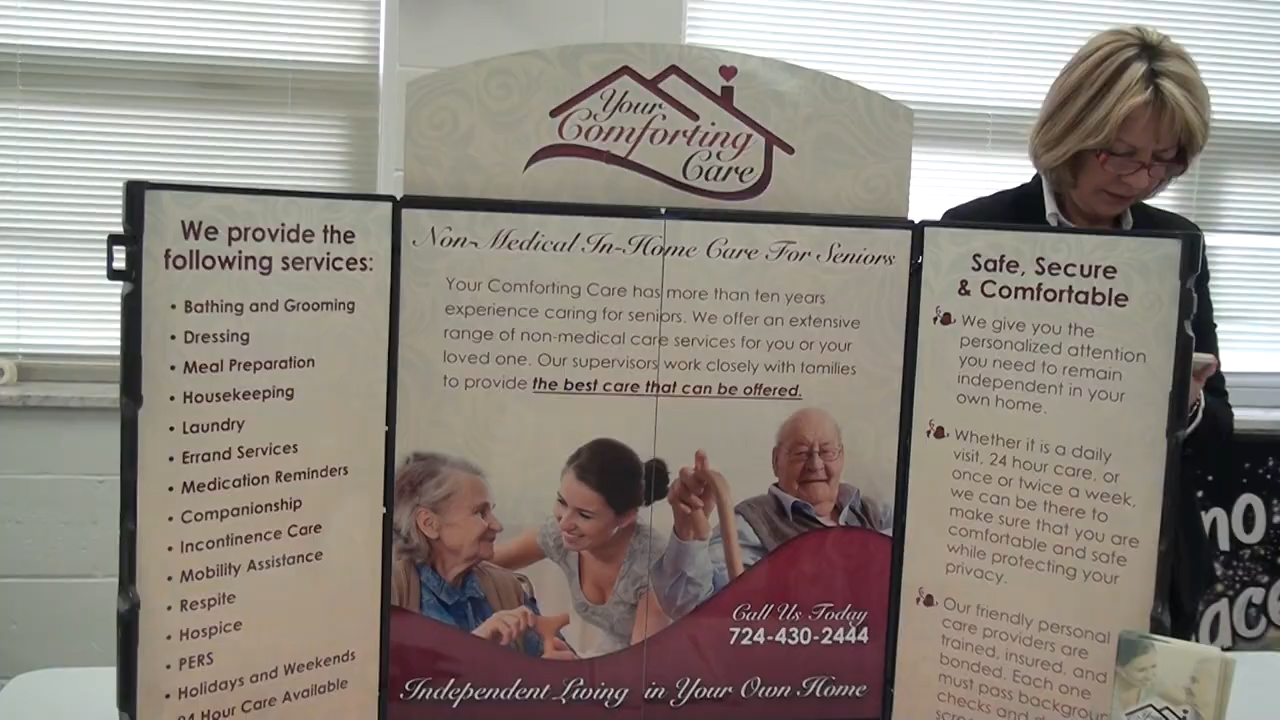 Your
Comforting
Care
We provide the
following services:
• Bathing and Grooming
• Dressing
• Meal Preparation
• Housekeeping
• Laundry
• Errand Services
• Medication Reminders
• Companionship
• Incontinence Care
• Mobility Assistance
• Respite
• Hospice
• PERS
• Holidays and Weekends
24 Hour Care Available
Non-Medical In-Home Care For Seniors
Your Comforting Care has more than ten years
experience caring for seniors. We offer an extensive
range of non-medical care services for you or your
loved one. Our supervisors work closely with families
to provide the best care that can be offered.
Call Us Today
724-430-2444
Independent Living in Your Own Home
Safe, Secure
& Comfortable
We give you the
personalized attention
you need to remain
independent in your
own home.
Whether it is a daily
visit, 24 hour care, or
once or twice a week,
we can be there to
make sure that you are
comfortable and safe
while protecting your
privacy.
Our friendly personal
care providers are
trained, insured, and
bonded. Each one
must pass backgroun
checks and
no